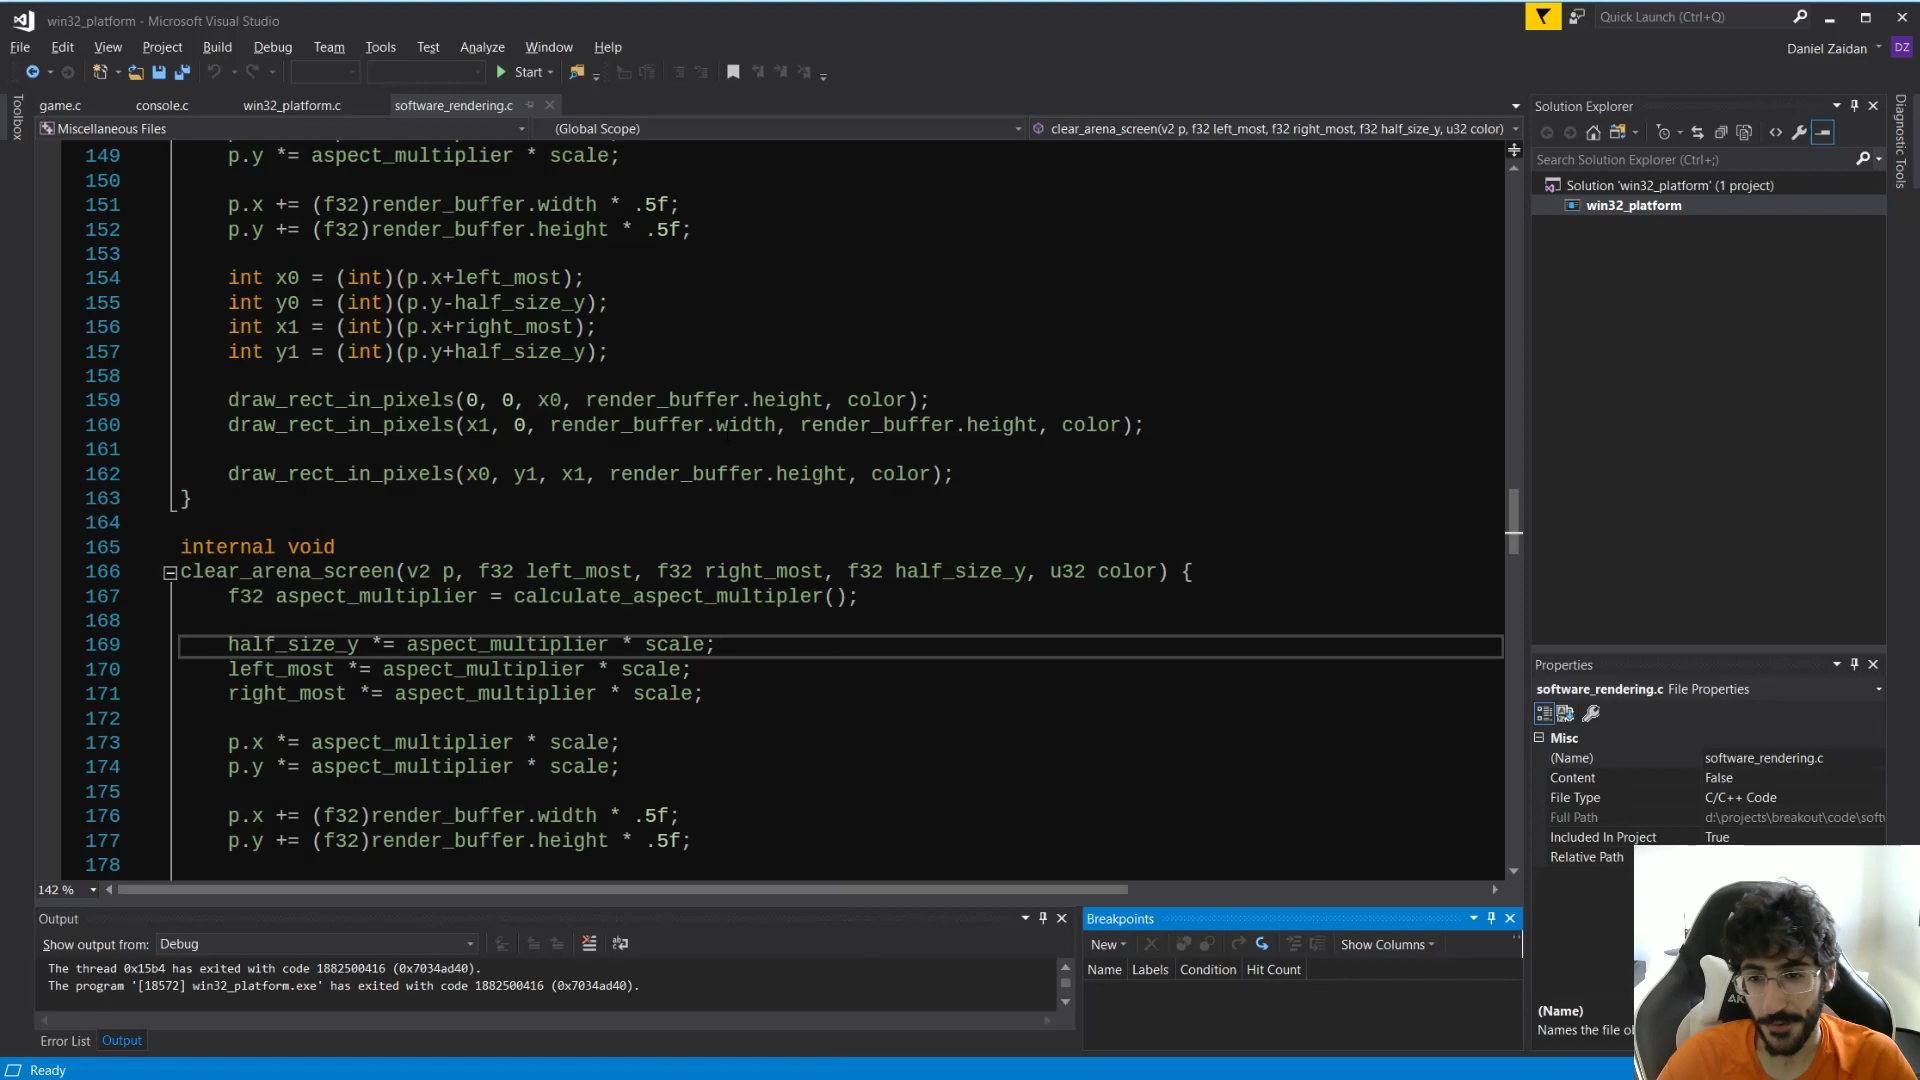 win32_platform - Microsoft Visual Studio
Quick Launch (Ctrl+Q)
File Edit View Project Build Debug Team Tools Test Analyze Window Help
Daniel Zaidan DZ
Start
Toolbox
game.c console.c win32_platform.c software_rendering.c
Miscellaneous Files (Global Scope) clear_arena_screen(v2 p, f32 left_most, f32 right_most, f32 half_size_y, u32 color)
149 p.y *= aspect_multiplier * scale;
150
151 p.x += (f32)render_buffer.width * .5f;
152 p.y += (f32)render_buffer.height * .5f;
153
154 int x0 = (int)(p.x+left_most);
155 int y0 = (int)(p.y-half_size_y);
156 int x1 = (int)(p.x+right_most);
157 int y1 = (int)(p.y+half_size_y);
158
159 draw_rect_in_pixels(0, 0, x0, render_buffer.height, color);
160 draw_rect_in_pixels(x1, 0, render_buffer.width, render_buffer.height, color);
161
162 draw_rect_in_pixels(x0, y1, x1, render_buffer.height, color);
163 }
164
165 internal void
166 clear_arena_screen(v2 p, f32 left_most, f32 right_most, f32 half_size_y, u32 color) {
167 f32 aspect_multiplier = calculate_aspect_multipler();
168
169 half_size_y *= aspect_multiplier * scale;
170 left_most *= aspect_multiplier * scale;
171 right_most *= aspect_multiplier * scale;
172
173 p.x *= aspect_multiplier * scale;
174 p.y *= aspect_multiplier * scale;
175
176 p.x += (f32)render_buffer.width * .5f;
177 p.y += (f32)render_buffer.height * .5f;
178
142 %
Output
Show output from: Debug
The thread 0x15b4 has exited with code 1882500416 (0x7034ad40).
The program '[18572] win32_platform.exe' has exited with code 1882500416 (0x7034ad40).
Error List Output
Breakpoints
New Show Columns
Name Labels Condition Hit Count
Solution Explorer
Search Solution Explorer (Ctrl+;)
Solution 'win32_platform' (1 project)
win32_platform
Diagnostic Tools
Properties
software_rendering.c File Properties
Misc
(Name) software_rendering.c
Content False
File Type C/C++ Code
Full Path d:\projects\breakout\code\softw
Included In Project True
Relative Path
(Name)
Names the file
Ready